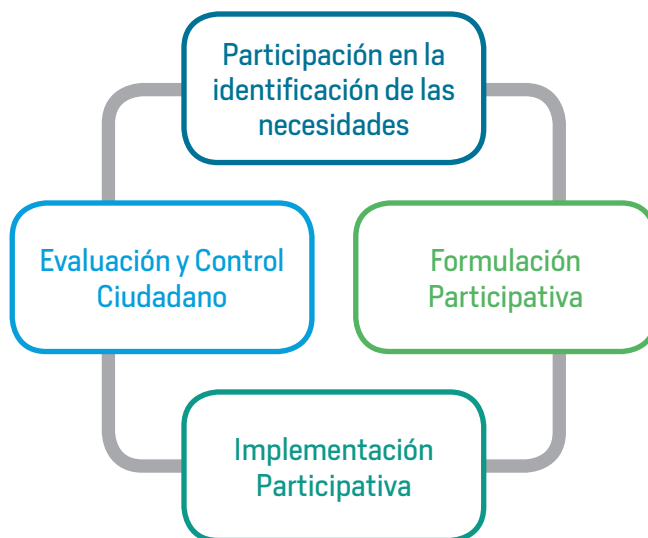 Participación en la
identificación de las
necesidades
Evaluación y Control
Ciudadano
Formulación
Participativa
Implementación
Participativa